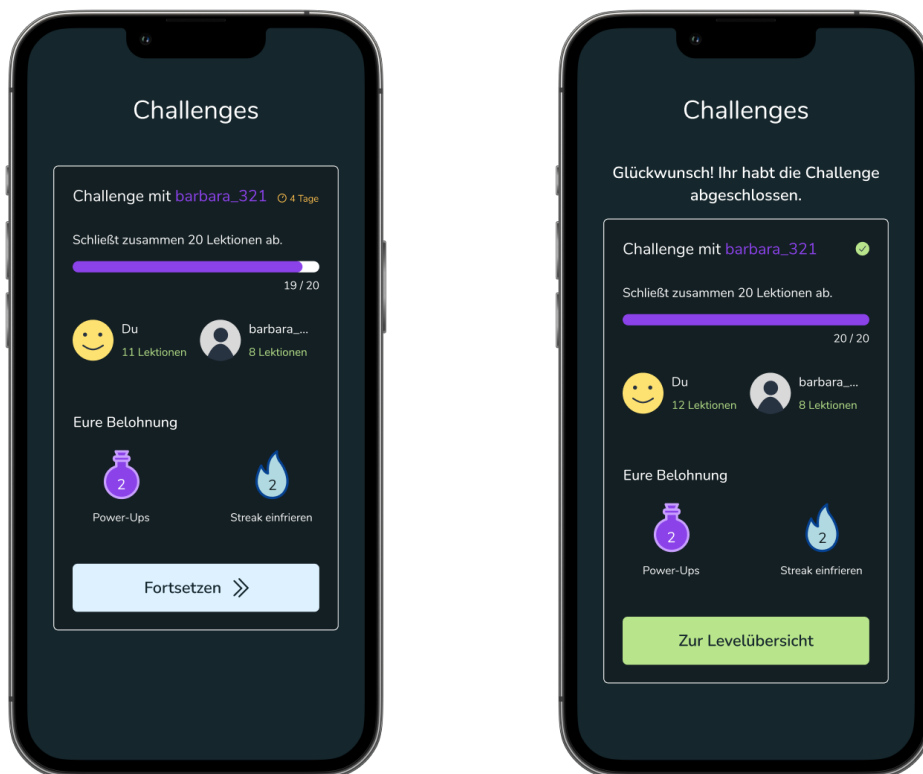 Challenges
Challenge mit barbara_321 4 Tage
Schließt zusammen 20 Lektionen ab.
19 / 20
Du
11 Lektionen
barbara_...
8 Lektionen
Eure Belohnung
2
Power-Ups
2
Streak einfrieren
Fortsetzen
Challenges
Glückwunsch! Ihr habt die Challenge
abgeschlossen.
Challenge mit barbara_321
Schließt zusammen 20 Lektionen ab.
20 / 20
Du
12 Lektionen
barbara_...
8 Lektionen
Eure Belohnung
2
Power-Ups
2
Streak einfrieren
Zur Levelübersicht